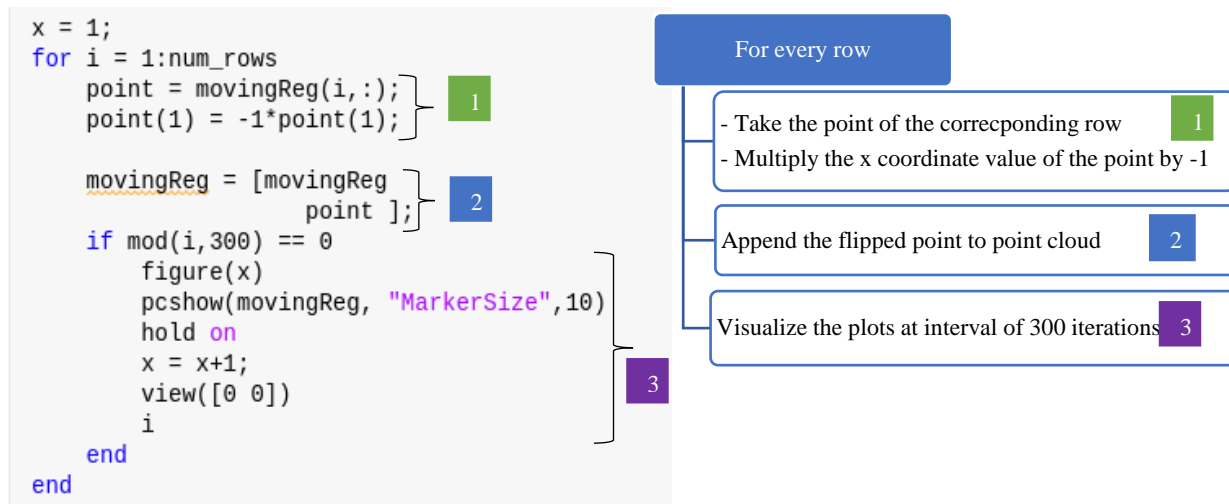 x = 1;
for i = 1:num_rows
point = movingReg(i,:);
point(1) = -1*point(1);
1
movingReg = [movingReg
point ];
2
if mod(i,300) == 0
figure(x)
pcshow(movingReg, "MarkerSize",10)
hold on
x = x+1;
view([0 0])
i
3
end
end
For every row
- Take the point of the correcponding row
1
- Multiply the x coordinate value of the point by -1
Append the flipped point to point cloud
2
Visualize the plots at interval of 300 iterations
3